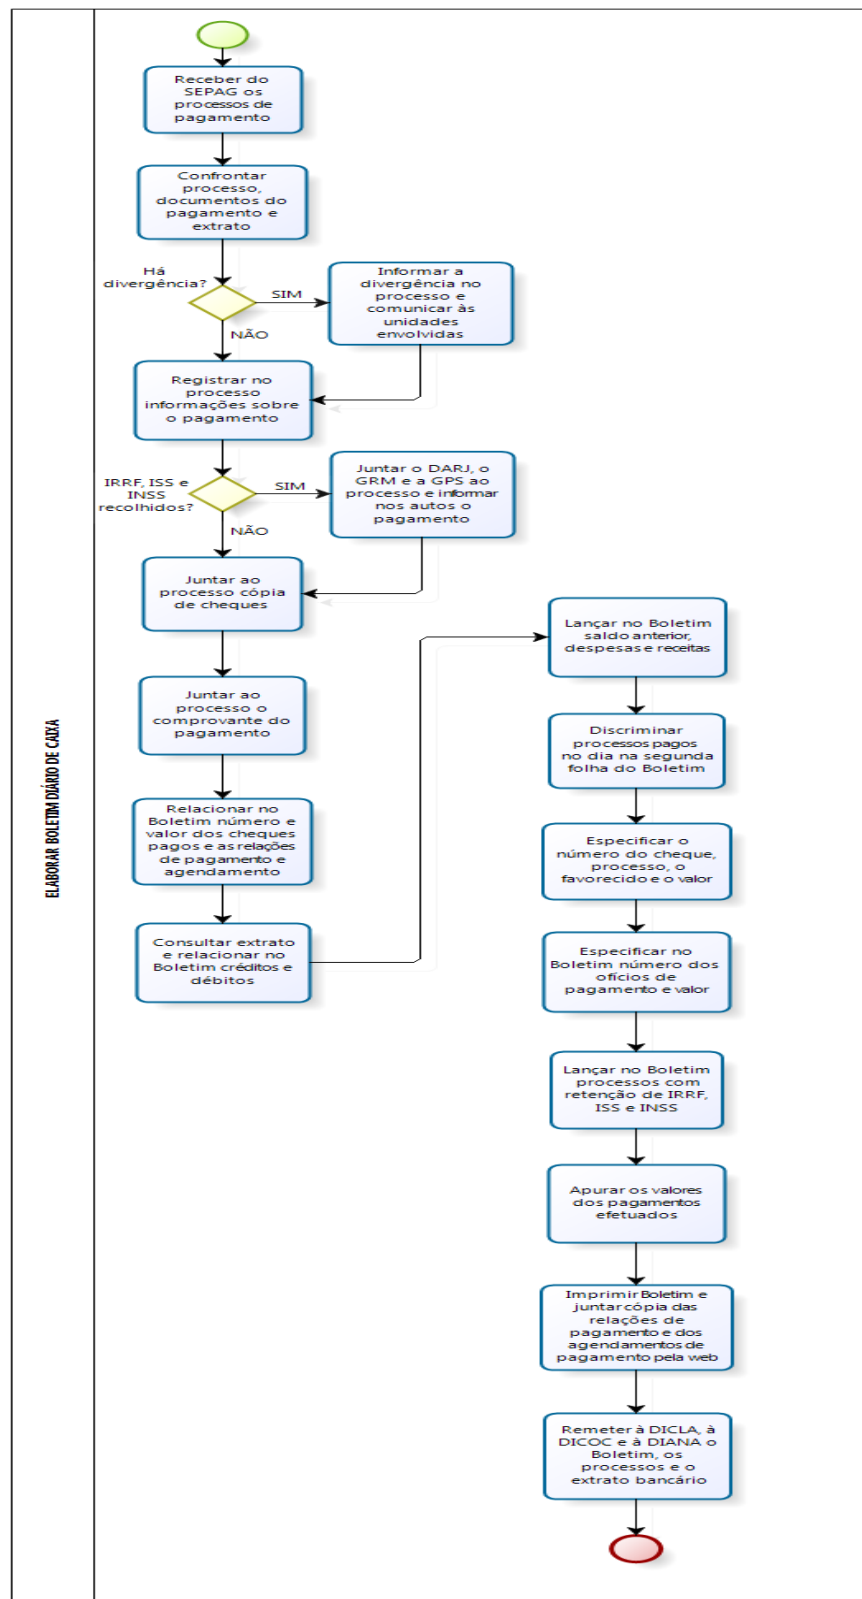 ELABORAR BOLETIM DIÁRIO DE CAIXA
Receber do
SEPAG os
processos de
pagamento
Confrontar
processo,
documentos do
pagamento e
extrato
Há
divergência?
SIM
Informar a
divergência no
processo e
comunicar às
unidades
envolvidas
NÃO
Registrar no
processo
informações sobre
o pagamento
IRRF, ISS e
INSS
recolhidos?
SIM
Juntar o DARJ, o
GRM e a GPS ao
processo e informar
nos autos o
pagamento
NÃO
Juntar ao
processo cópia
de cheques
Juntar ao
processo o
comprovante do
pagamento
Relacionar no
Boletim número e
valor dos cheques
pagos e as relações
de pagamento e
agendamento
Consultar extrato
e relacionar no
Boletim créditos e
débitos
Lançar no Boletim
saldo anterior,
despesas e receitas
Discriminar
processos pagos
no dia na segunda
folha do Boletim
Especificar o
número do cheque,
processo, o
favorecido e o valor
Especificar no
Boletim número dos
ofícios de
pagamento e valor
Lançar no Boletim
processos com
retenção de IRRF,
ISS e INSS
Apurar os valores
dos pagamentos
efetuados
Imprimir Boletim e
juntar cópia das
relações de
pagamento e dos
agendamentos de
pagamento pela web
Remeter à DICLA, à
DICOC e à DIANA o
Boletim, os
processos e o
extrato bancário